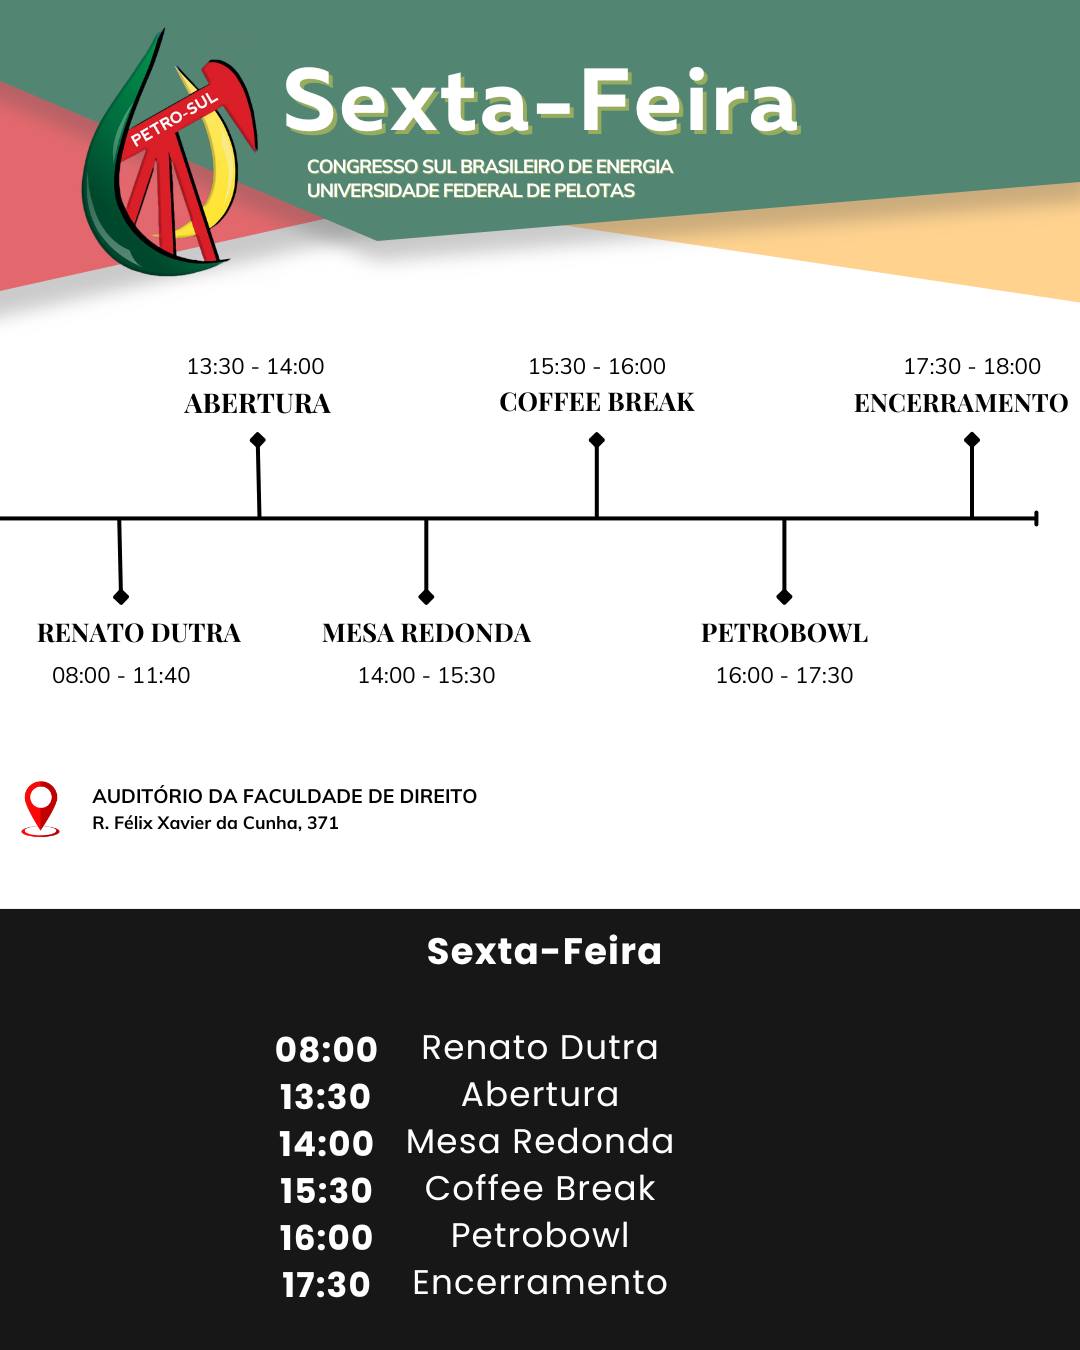 PETRO-SUL
Sexta-Feira
CONGRESSO SUL BRASILEIRO DE ENERGIA
UNIVERSIDADE FEDERAL DE PELOTAS
13:30 - 14:00
ABERTURA
15:30 - 16:00
COFFEE BREAK
17:30 - 18:00
ENCERRAMENTO
RENATO DUTRA
08:00 - 11:40
MESA REDONDA
14:00 - 15:30
PETROBOWL
16:00 - 17:30
AUDITÓRIO DA FACULDADE DE DIREITO
R. Félix Xavier da Cunha, 371
Sexta-Feira
08:00 Renato Dutra
13:30 Abertura
14:00 Mesa Redonda
15:30 Coffee Break
16:00 Petrobowl
17:30 Encerramento